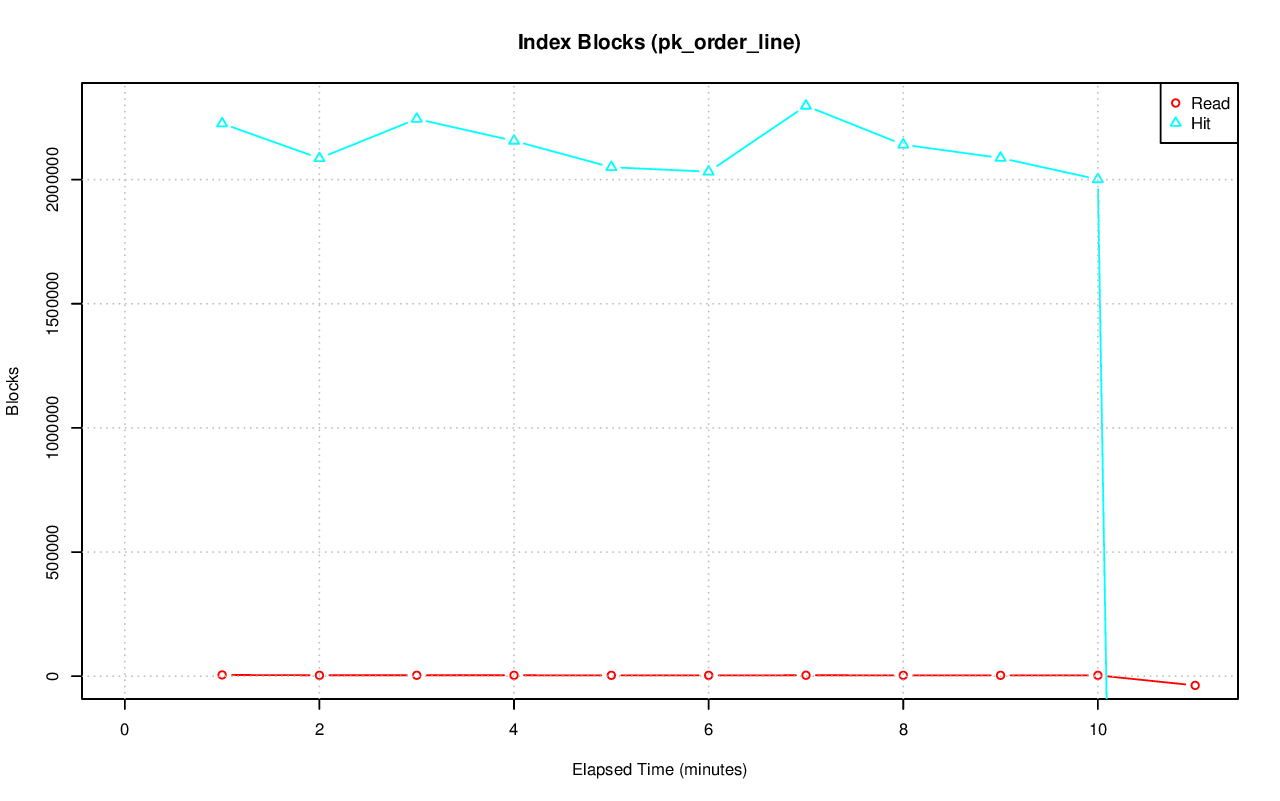 Index Blocks (pk_order_line)
Read
Hit
Blocks
2000000
1500000
1000000
500000
0
0 2 4 6 8 10
Elapsed Time (minutes)